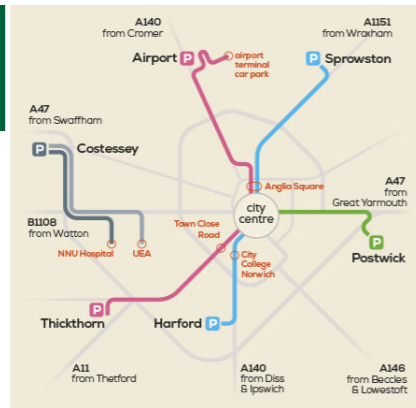 A140
from Cromer
A1151
from Wroxham
Airport P
airport
terminal
car park
P Sprowston
A47
from Swaffham
P Costessey
Anglia Square
A47
from
Great Yarmouth
city
centre
B1108
from Watton
NNU Hospital
UEA
Town Close
Road
City
College
Norwich
P
Postwick
P
Thickthorn
Harford P
A11
from Thetford
A140
from Diss
& Ipswich
A146
from Beccles
& Lowestoft